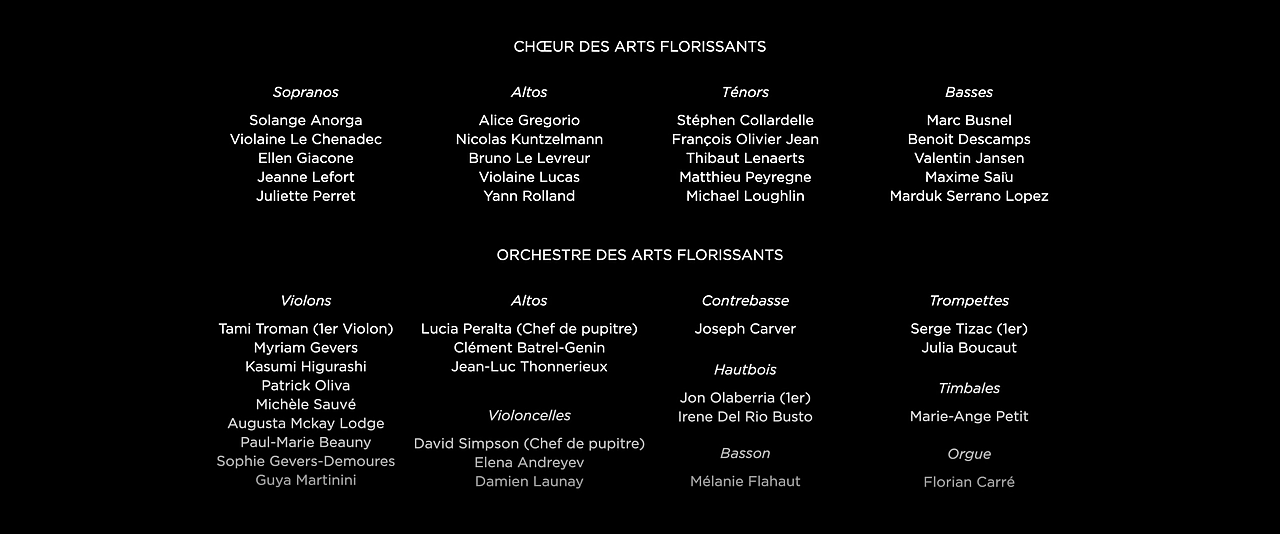 CHŒUR DES ARTS FLORISSANTS
Sopranos
Solange Anorga
Violaine Le Chenadec
Ellen Giacone
Jeanne Lefort
Juliette Perret
Altos
Alice Gregorio
Nicolas Kuntzelmann
Bruno Le Levreur
Violaine Lucas
Yann Rolland
Ténors
Stéphen Collardelle
François Olivier Jean
Thibaut Lenaerts
Matthieu Peyregne
Michael Loughlin
Basses
Marc Busnel
Benoit Descamps
Valentin Jansen
Maxime Saïu
Marduk Serrano Lopez
ORCHESTRE DES ARTS FLORISSANTS
Violons
Tami Troman (1er Violon)
Myriam Gevers
Kasumi Higurashi
Patrick Oliva
Michèle Sauvé
Augusta Mckay Lodge
Paul-Marie Beauny
Sophie Gevers-Demoures
Guya Martinini
Altos
Lucia Peralta (Chef de pupitre)
Clément Batrel-Genin
Jean-Luc Thonnerieux
Violoncelles
David Simpson (Chef de pupitre)
Elena Andreyev
Damien Launay
Contrebasse
Joseph Carver
Hautbois
Jon Olaberria (1er)
Irene Del Rio Busto
Basson
Mélanie Flahaut
Trompettes
Serge Tizac (1er)
Julia Boucaut
Timbales
Marie-Ange Petit
Orgue
Florian Carré